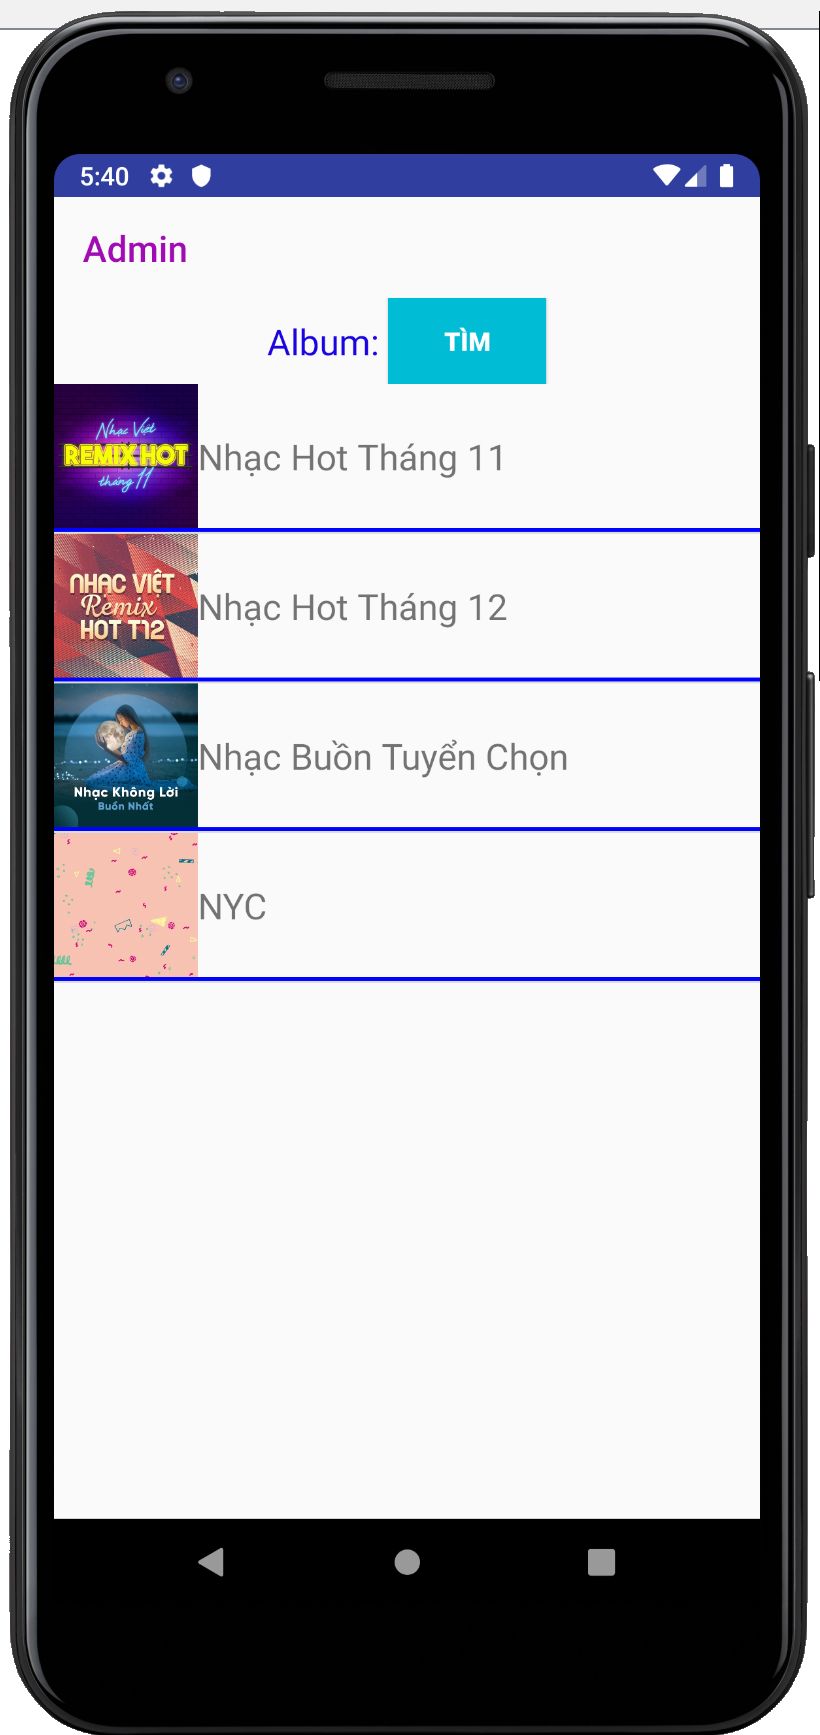 5:40
Admin
Album: TÌM
Nhạc Việt
REMIX HOT
tháng 11
Nhạc Hot Tháng 11
NHẠC VIỆT
Remix
HOT T12
Nhạc Hot Tháng 12
Nhạc Không Lời
Buồn Nhất
Nhạc Buồn Tuyển Chọn
NYC